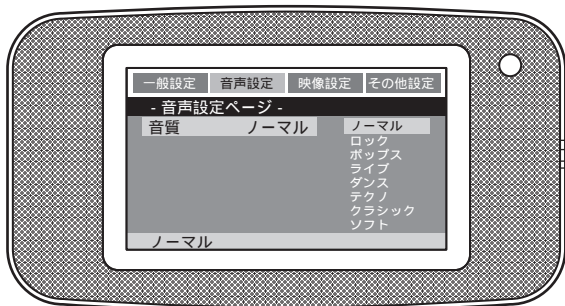 一般設定 音声設定 映像設定 その他設定
- 音声設定ページ -
音質 ノーマル ノーマル
ロック
ポップス
ライブ
ダンス
テクノ
クラシック
ソフト
ノーマル